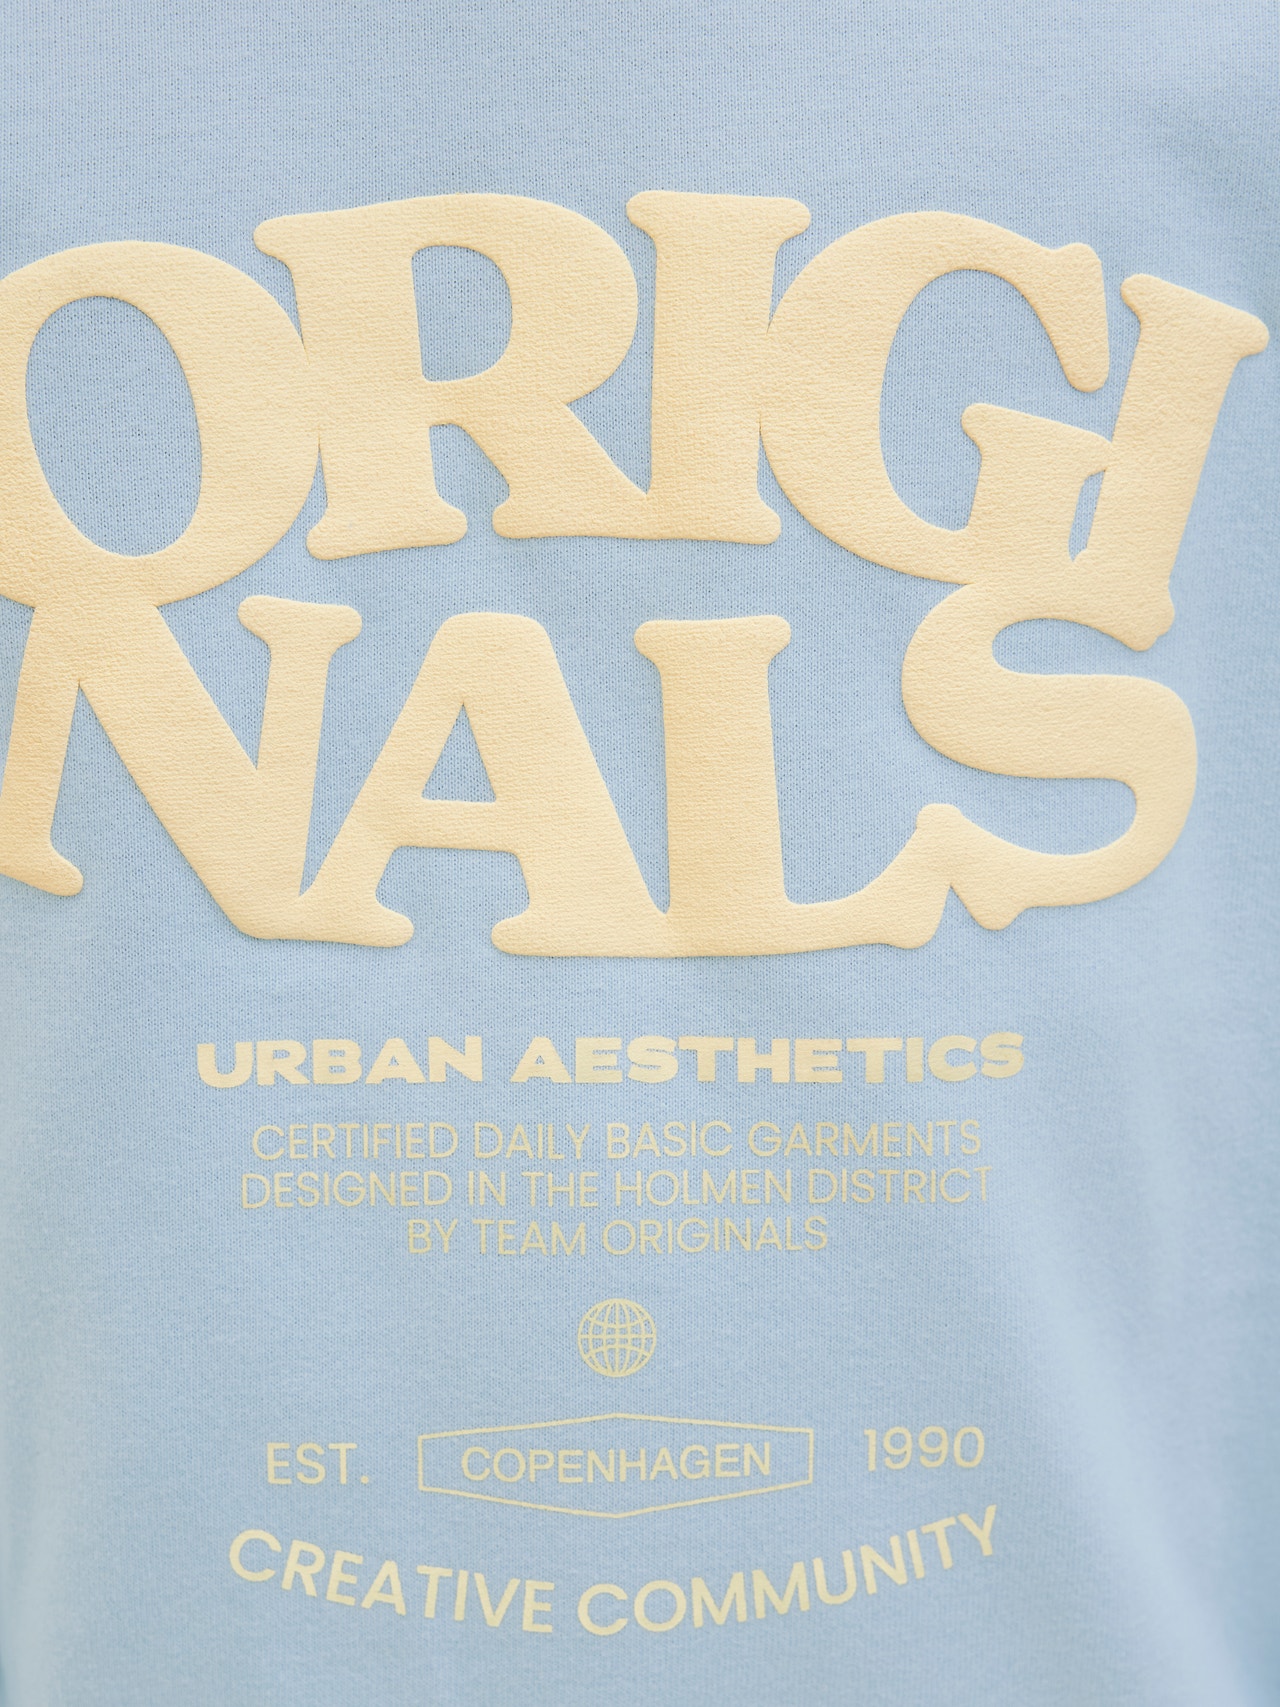 ORIGI
NALS
URBAN AESTHETICS
CERTIFIED DAILY BASIC GARMENTS
DESIGNED IN THE HOLMEN DISTRICT
BY TEAM ORIGINALS
EST. COPENHAGEN 1990
CREATIVE COMMUNITY